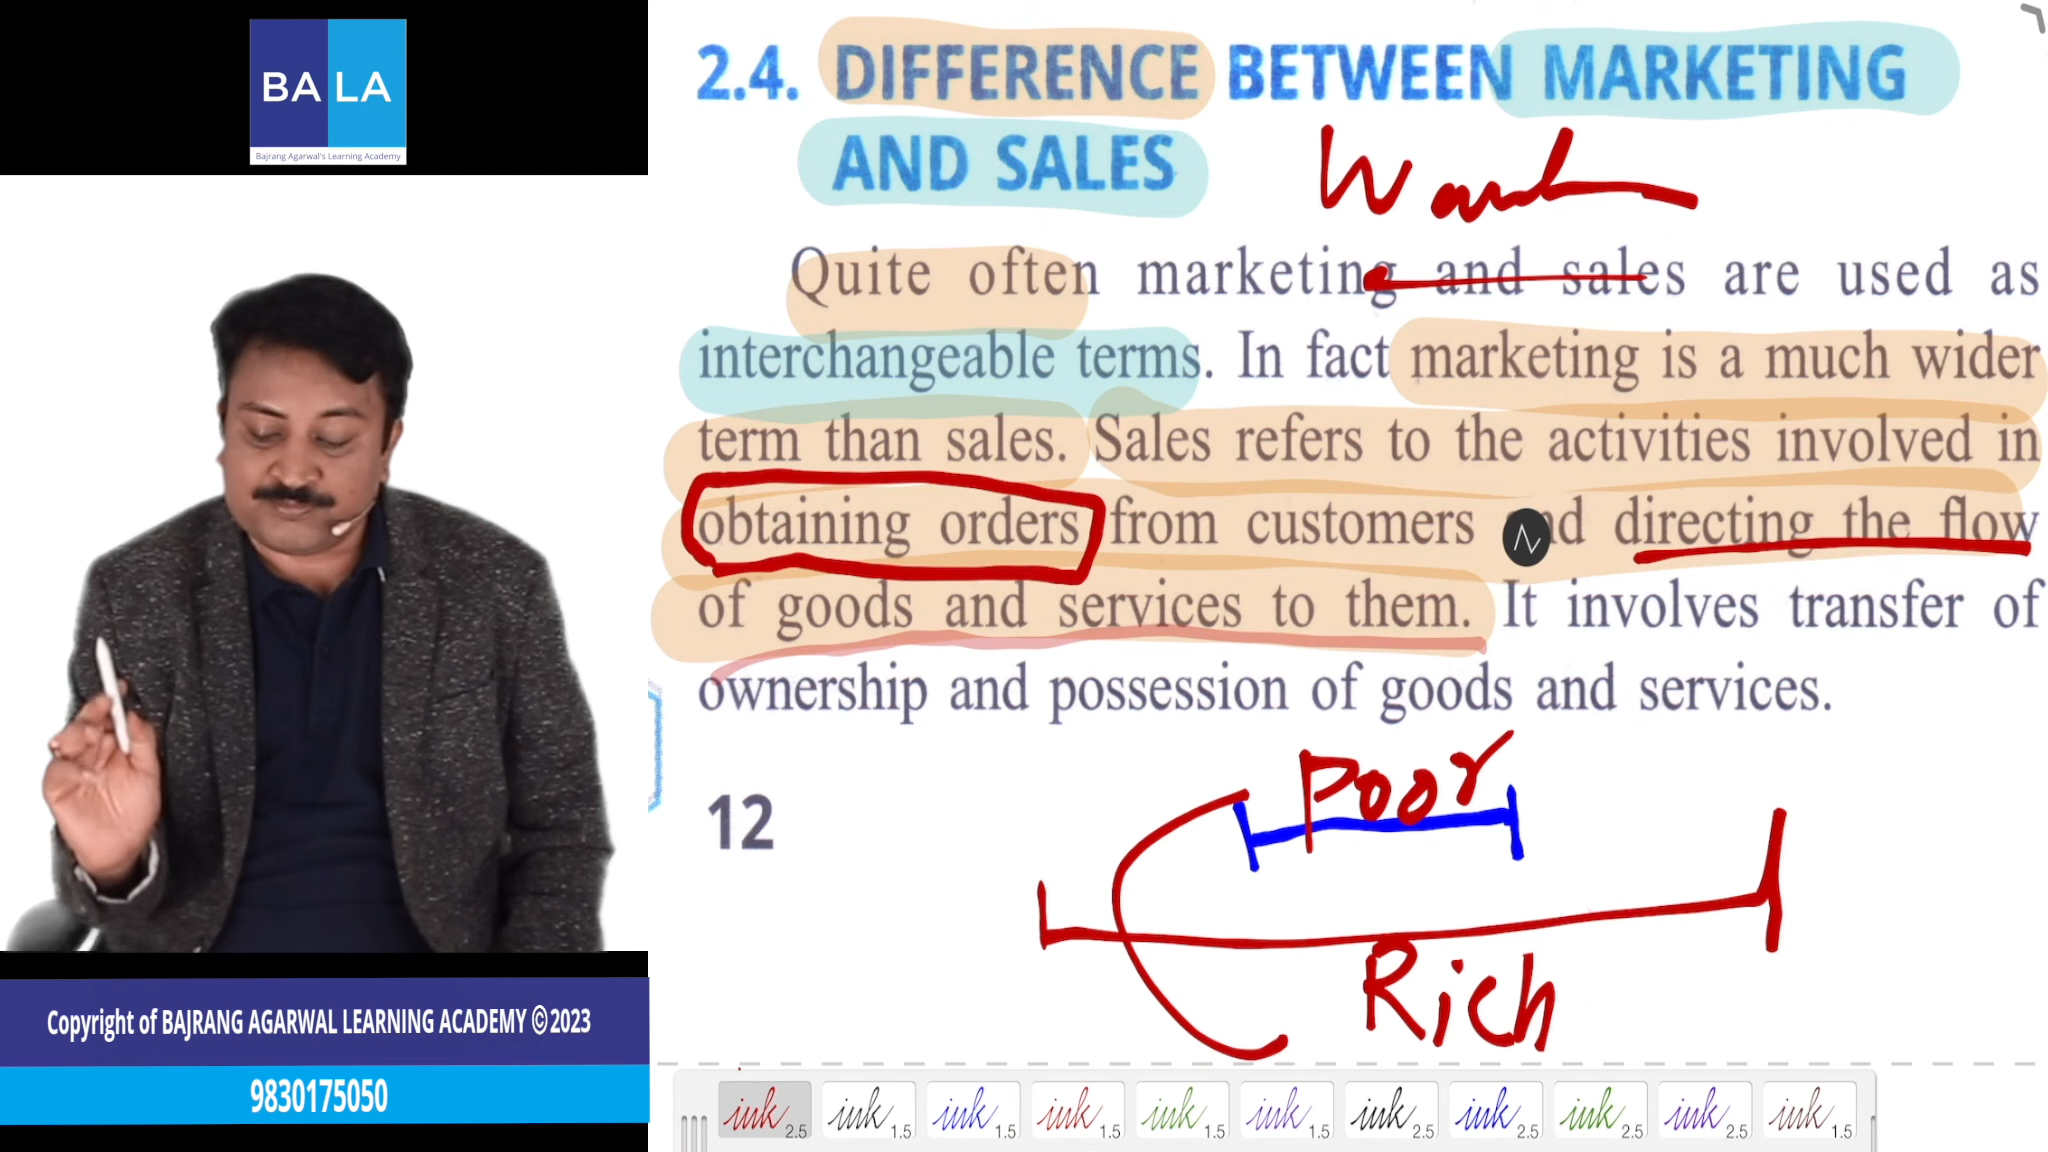 BALA
Bajrang Agarwal's Learning Academy
2.4. DIFFERENCE BETWEEN MARKETING
AND SALES
Quite often marketing and sales are used as
interchangeable terms. In fact marketing is a much wider
term than sales. Sales refers to the activities involved in
obtaining orders from customers and directing the flow
of goods and services to them. It involves transfer of
ownership and possession of goods and services.
12
Poor
Rich
Copyright of BAJRANG AGARWAL LEARNING ACADEMY ©2023
9830175050
ink 2.5 ink 1.5 ink 1.5 ink 1.5 ink 1.5 ink 1.5 ink 2.5 ink 2.5 ink 2.5 ink 2.5 ink 1.5